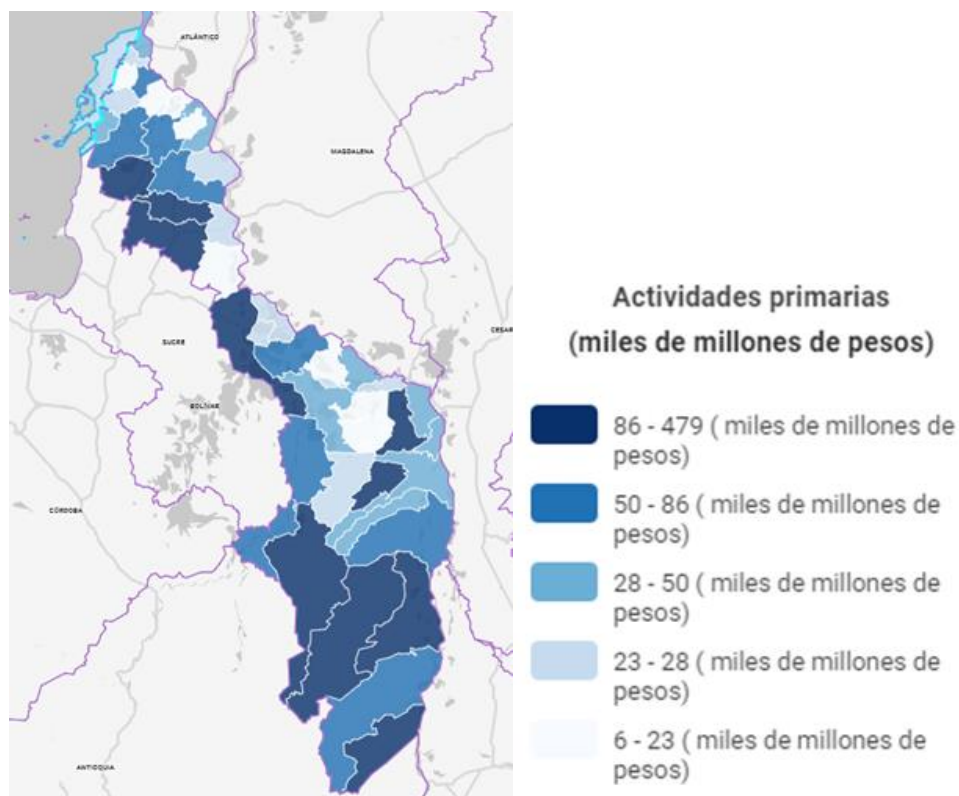 ATLÁNTICO
MAGDALENA
CESAR
SUCRE
BOLÍVAR
CÓRDOBA
ANTIOQUIA
Actividades primarias
(miles de millones de pesos)
86 - 479 ( miles de millones de
pesos)
50 - 86 ( miles de millones de
pesos)
28 - 50 ( miles de millones de
pesos)
23 - 28 ( miles de millones de
pesos)
6 - 23 ( miles de millones de
pesos)